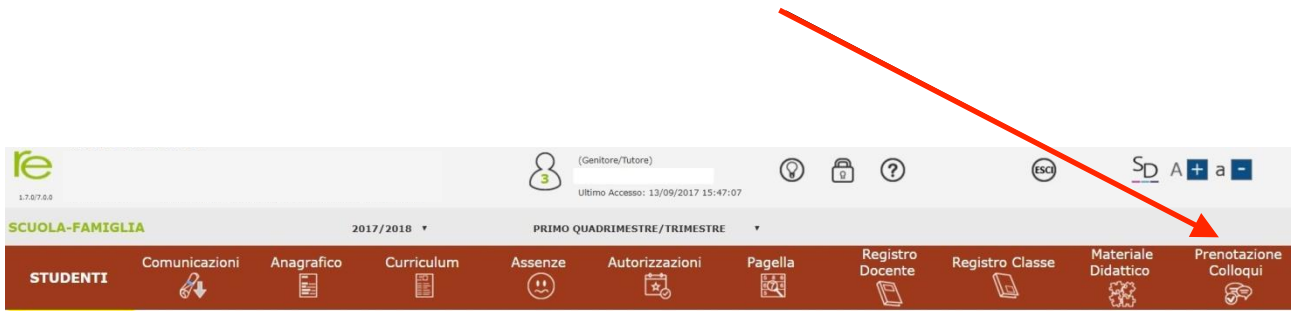 re
1.7.0/7.0.0
3
(Genitore/Tutore)
Ultimo Accesso: 13/09/2017 15:47:07
?
ESCI
SD A + a -
SCUOLA-FAMIGLIA 2017/2018 PRIMO QUADRIMESTRE/TRIMESTRE
STUDENTI
Comunicazioni
Anagrafico
Curriculum
Assenze
Autorizzazioni
Pagella
Registro
Docente
Registro Classe
Materiale
Didattico
Prenotazione
Colloqui